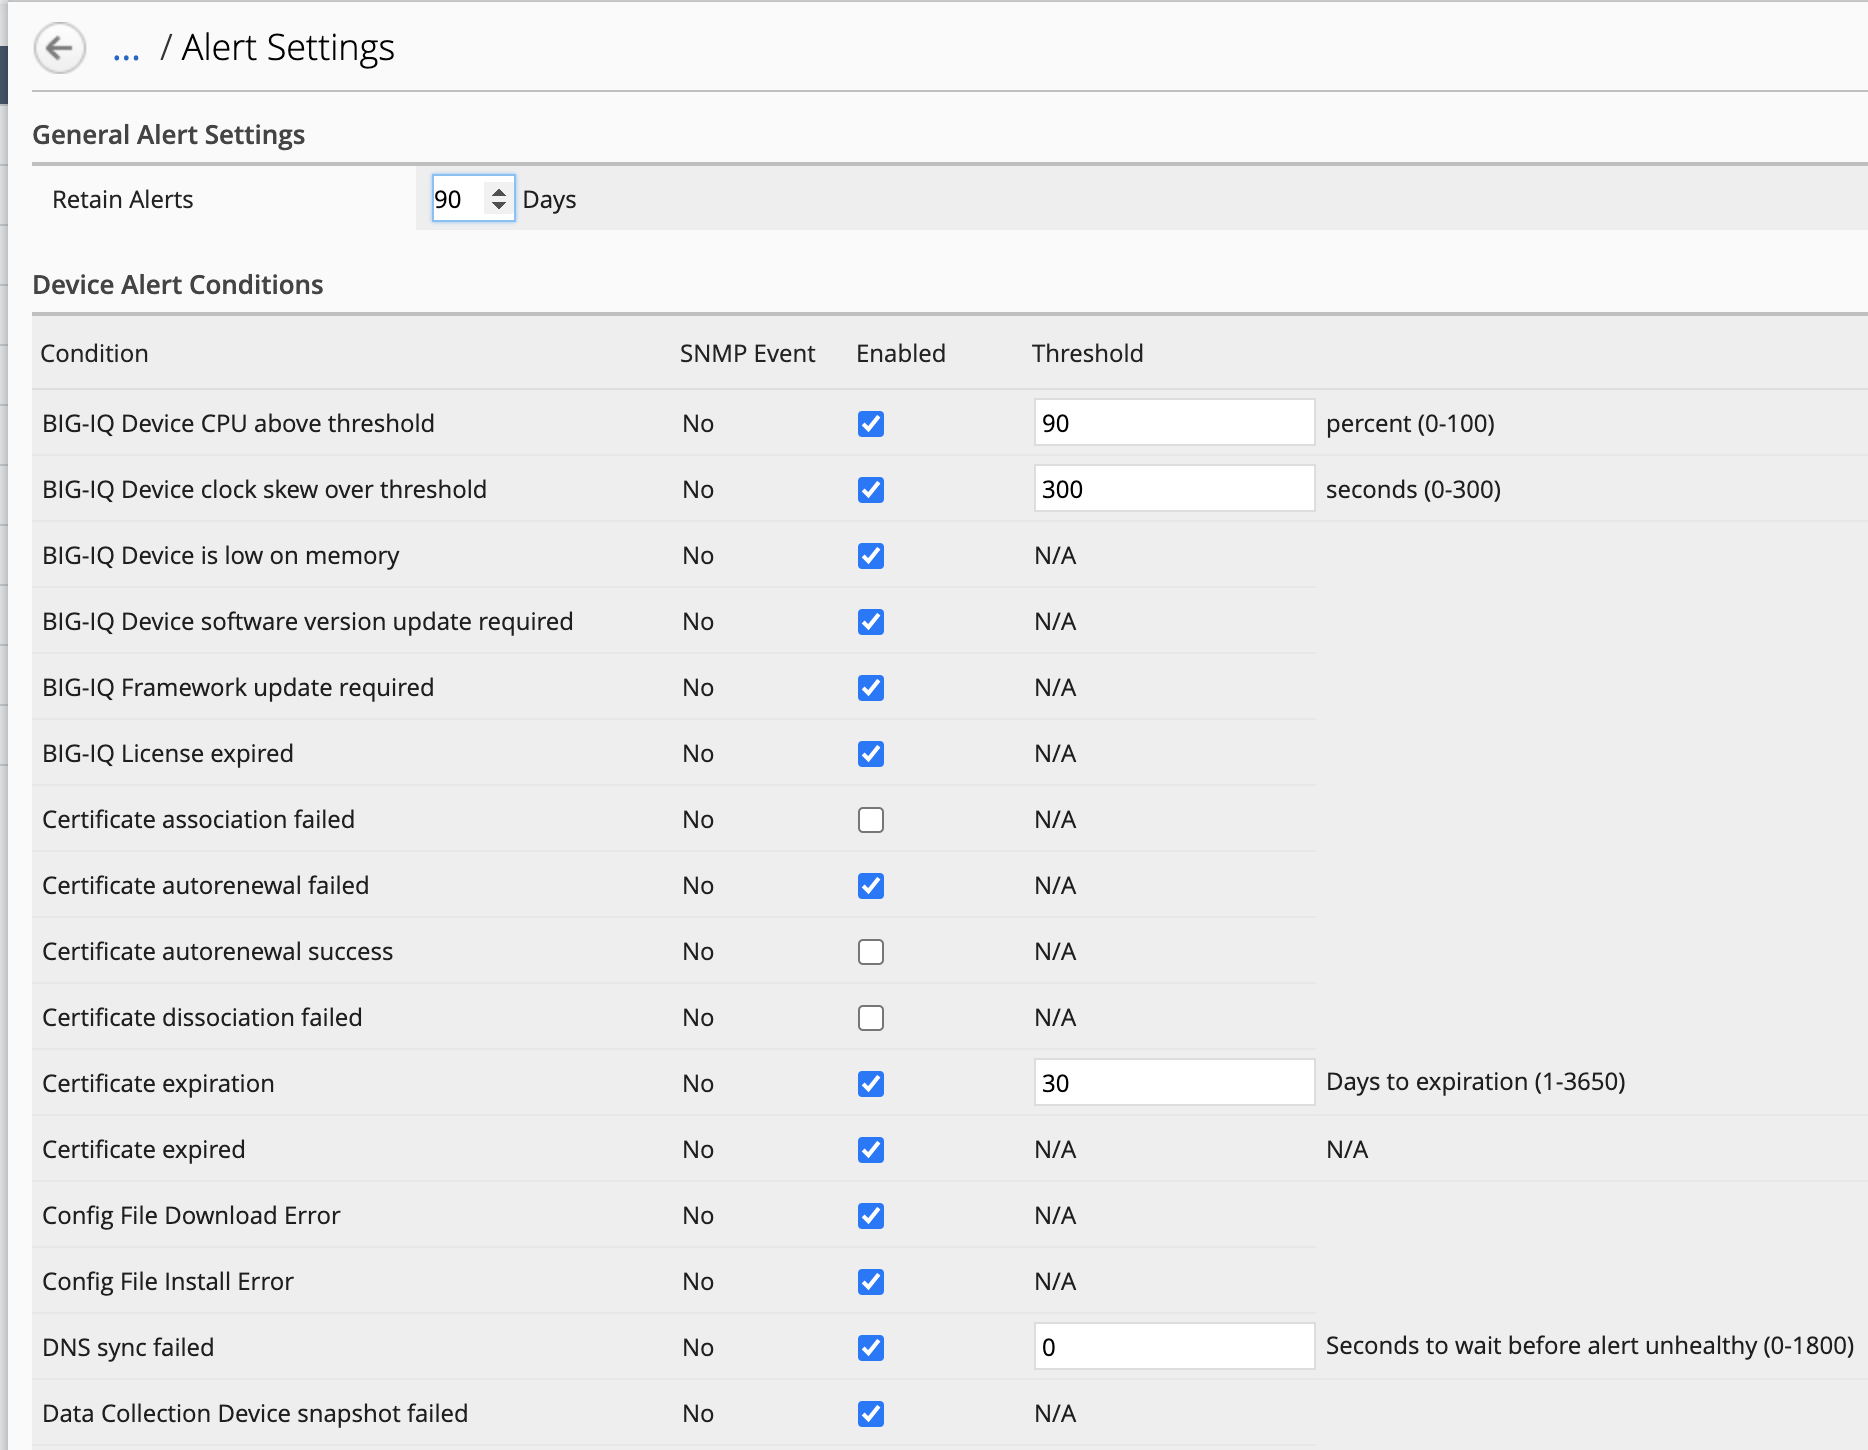 ... / Alert Settings
General Alert Settings
Retain Alerts 90 Days
Device Alert Conditions
Condition SNMP Event Enabled Threshold
BIG-IQ Device CPU above threshold No 90 percent (0-100)
BIG-IQ Device clock skew over threshold No 300 seconds (0-300)
BIG-IQ Device is low on memory No N/A
BIG-IQ Device software version update required No N/A
BIG-IQ Framework update required No N/A
BIG-IQ License expired No N/A
Certificate association failed No N/A
Certificate autorenewal failed No N/A
Certificate autorenewal success No N/A
Certificate dissociation failed No N/A
Certificate expiration No 30 Days to expiration (1-3650)
Certificate expired No N/A N/A
Config File Download Error No N/A
Config File Install Error No N/A
DNS sync failed No 0 Seconds to wait before alert unhealthy (0-1800)
Data Collection Device snapshot failed No N/A